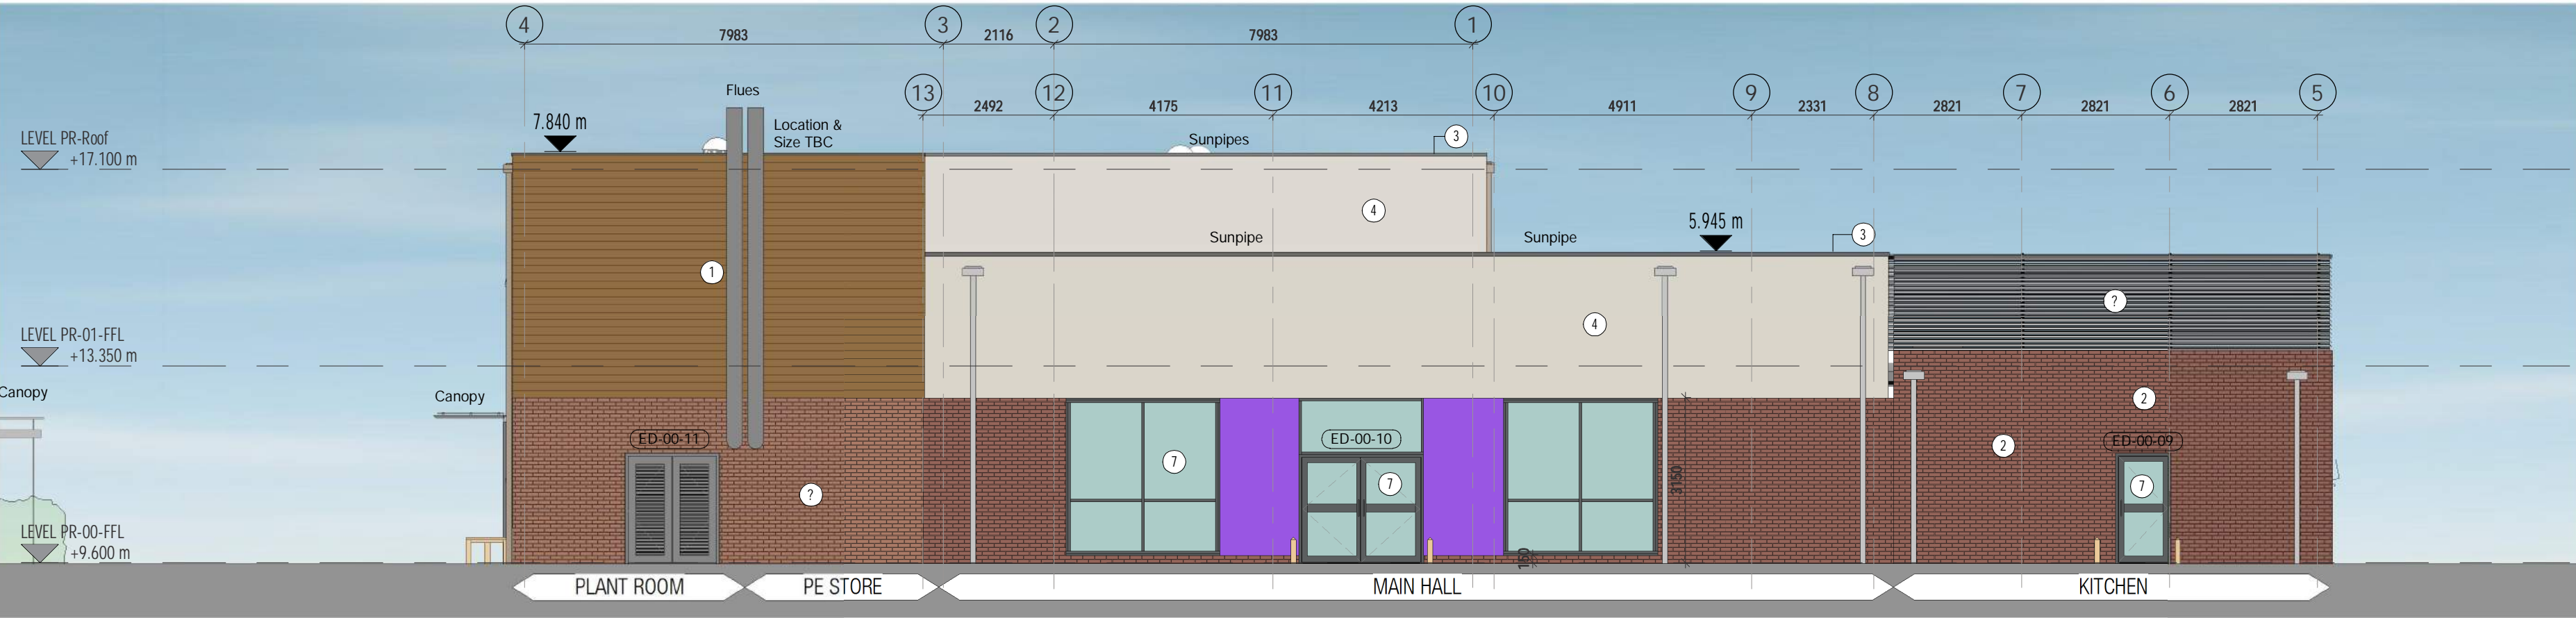 4
3
2
1
7983
2116
7983
Flues
13
12
11
10
9
8
7
6
5
2492
4175
4213
4911
2331
2821
2821
2821
7.840 m
Location &
Size TBC
Sunpipes
3
LEVEL PR-Roof
+17.100 m
4
5.945 m
Sunpipe
Sunpipe
3
1
?
4
LEVEL PR-01-FFL
+13.350 m
Canopy
Canopy
2
ED-00-11
ED-00-10
ED-00-09
2
7
7
7
3150
?
LEVEL PR-00-FFL
+9.600 m
150
PLANT ROOM
PE STORE
MAIN HALL
KITCHEN